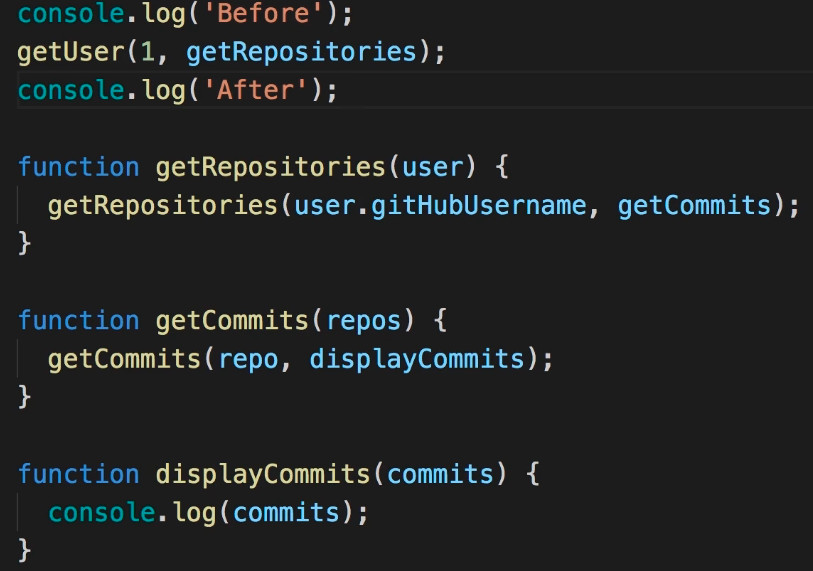 console.log('Before');
getUser(1, getRepositories);
console.log('After');
function getRepositories(user) {
getRepositories(user.gitHubUsername, getCommits);
}
function getCommits(repos) {
getCommits(repo, displayCommits);
}
function displayCommits(commits) {
console.log(commits);
}